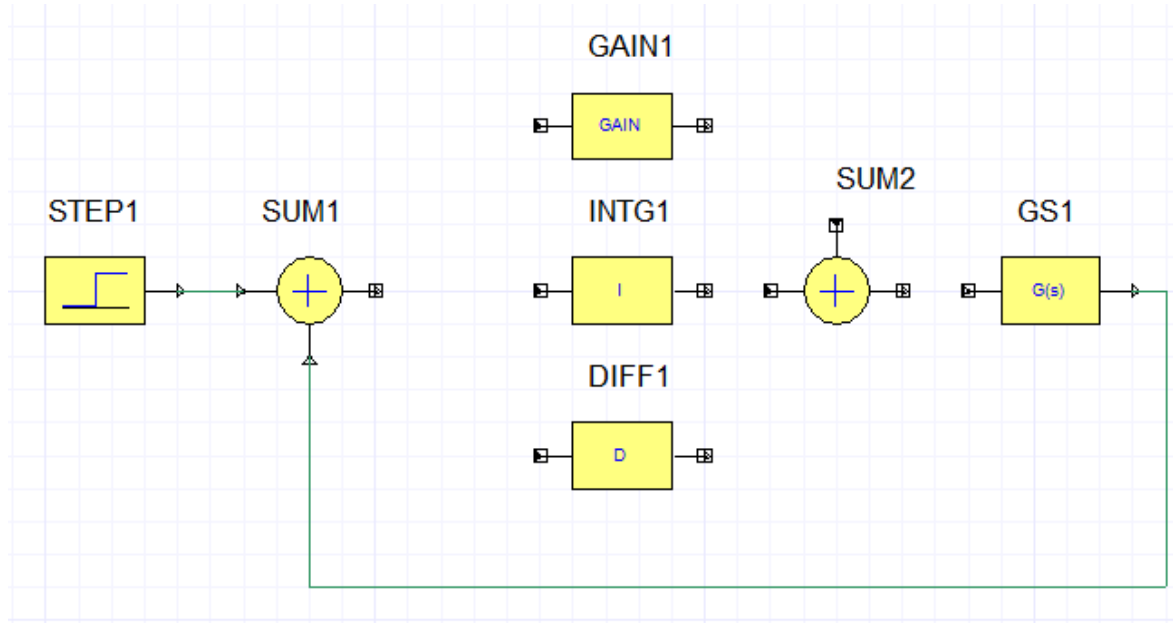 GAIN1
GAIN
SUM2
STEP1
SUM1
INTG1
GS1
I
G(s)
DIFF1
D